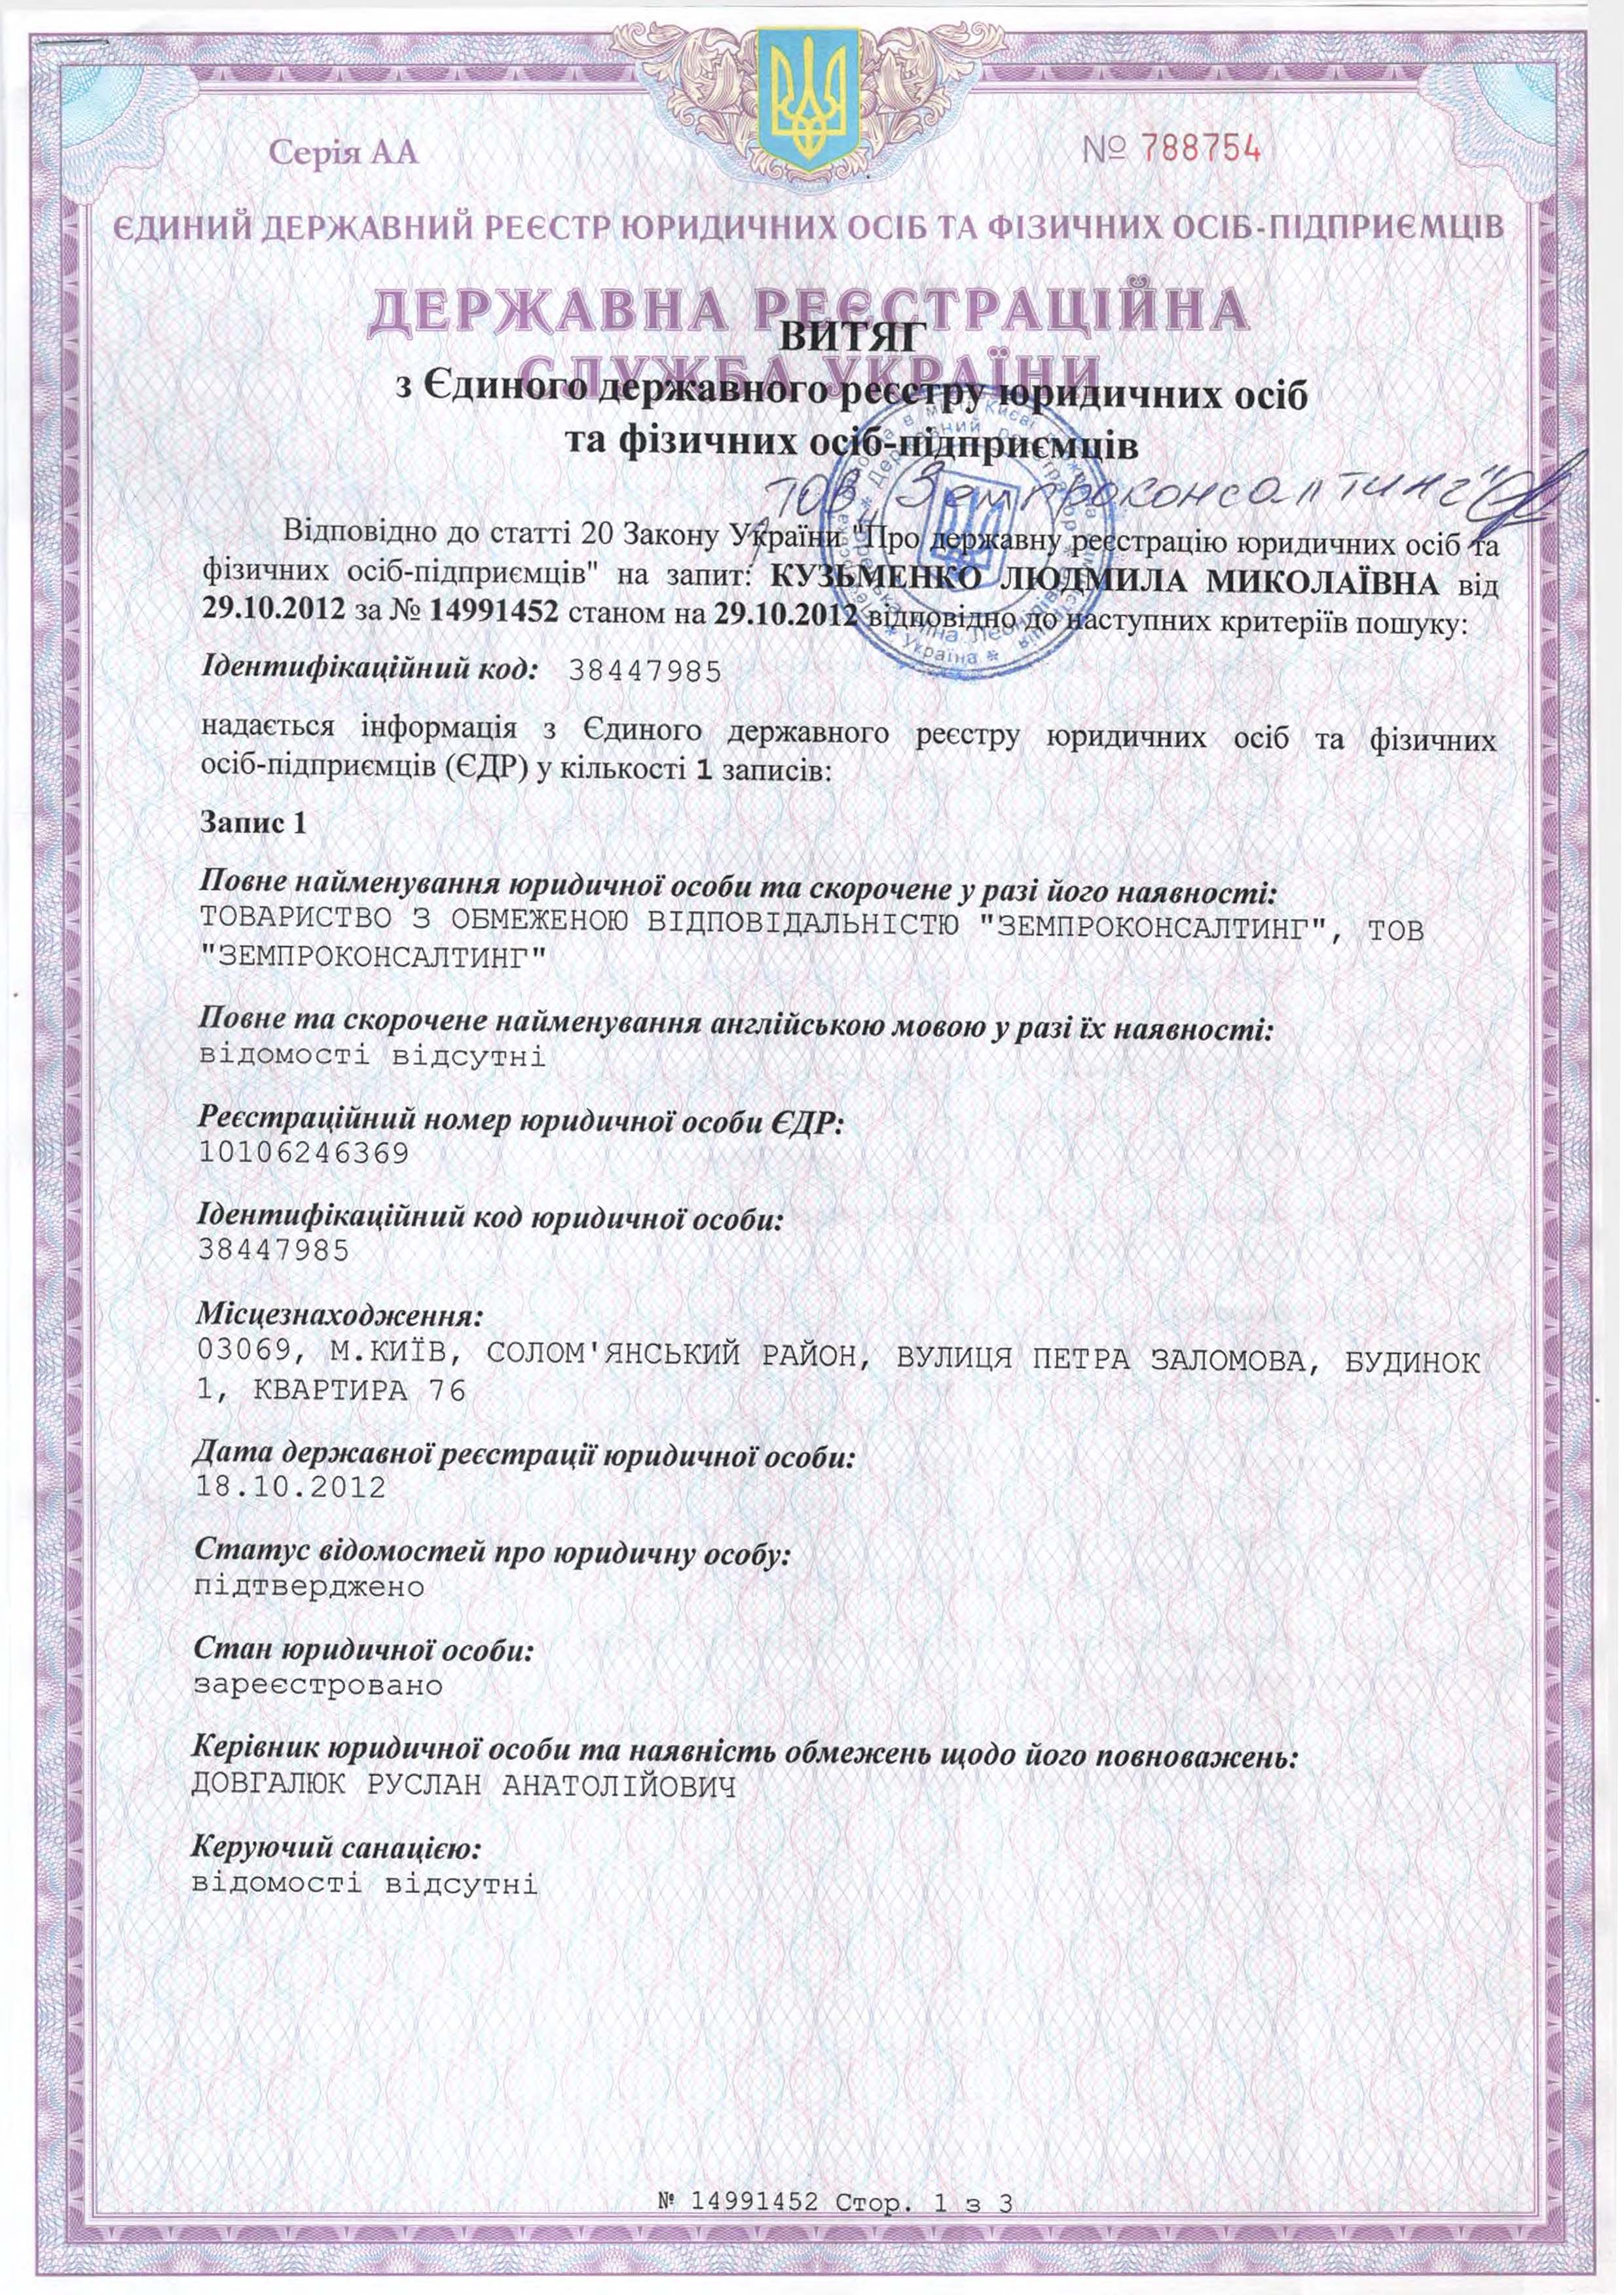 Серія АА
№ 788754
ЄДИНИЙ ДЕРЖАВНИЙ РЕЄСТР ЮРИДИЧНИХ ОСІБ ТА ФІЗИЧНИХ ОСІБ-ПІДПРИЄМЦІВ
ДЕРЖАВНА РЕЄСТРАЦІЙНА
СЛУЖБА УКРАЇНИ
ВИТЯГ
з Єдиного державного реєстру юридичних осіб
та фізичних осіб-підприємців
ТОВ "Земпроконсалтинг"
Відповідно до статті 20 Закону України "Про державну реєстрацію юридичних осіб та
фізичних осіб-підприємців" на запит: КУЗЬМЕНКО ЛЮДМИЛА МИКОЛАЇВНА від
29.10.2012 за № 14991452 станом на 29.10.2012 відповідно до наступних критеріїв пошуку:
Ідентифікаційний код: 38447985
надається інформація з Єдиного державного реєстру юридичних осіб та фізичних
осіб-підприємців (ЄДР) у кількості 1 записів:
Запис 1
Повне найменування юридичної особи та скорочене у разі його наявності:
ТОВАРИСТВО З ОБМЕЖЕНОЮ ВІДПОВІДАЛЬНІСТЮ "ЗЕМПРОКОНСАЛТИНГ", ТОВ
"ЗЕМПРОКОНСАЛТИНГ"
Повне та скорочене найменування англійською мовою у разі їх наявності:
відомості відсутні
Реєстраційний номер юридичної особи ЄДР:
10106246369
Ідентифікаційний код юридичної особи:
38447985
Місцезнаходження:
03069, М.КИЇВ, СОЛОМ'ЯНСЬКИЙ РАЙОН, ВУЛИЦЯ ПЕТРА ЗАЛОМОВА, БУДИНОК
1, КВАРТИРА 76
Дата державної реєстрації юридичної особи:
18.10.2012
Статус відомостей про юридичну особу:
підтверджено
Стан юридичної особи:
зареєстровано
Керівник юридичної особи та наявність обмежень щодо його повноважень:
ДОВГАЛЮК РУСЛАН АНАТОЛІЙОВИЧ
Керуючий санацією:
відомості відсутні
№ 14991452 Стор. 1 з 3